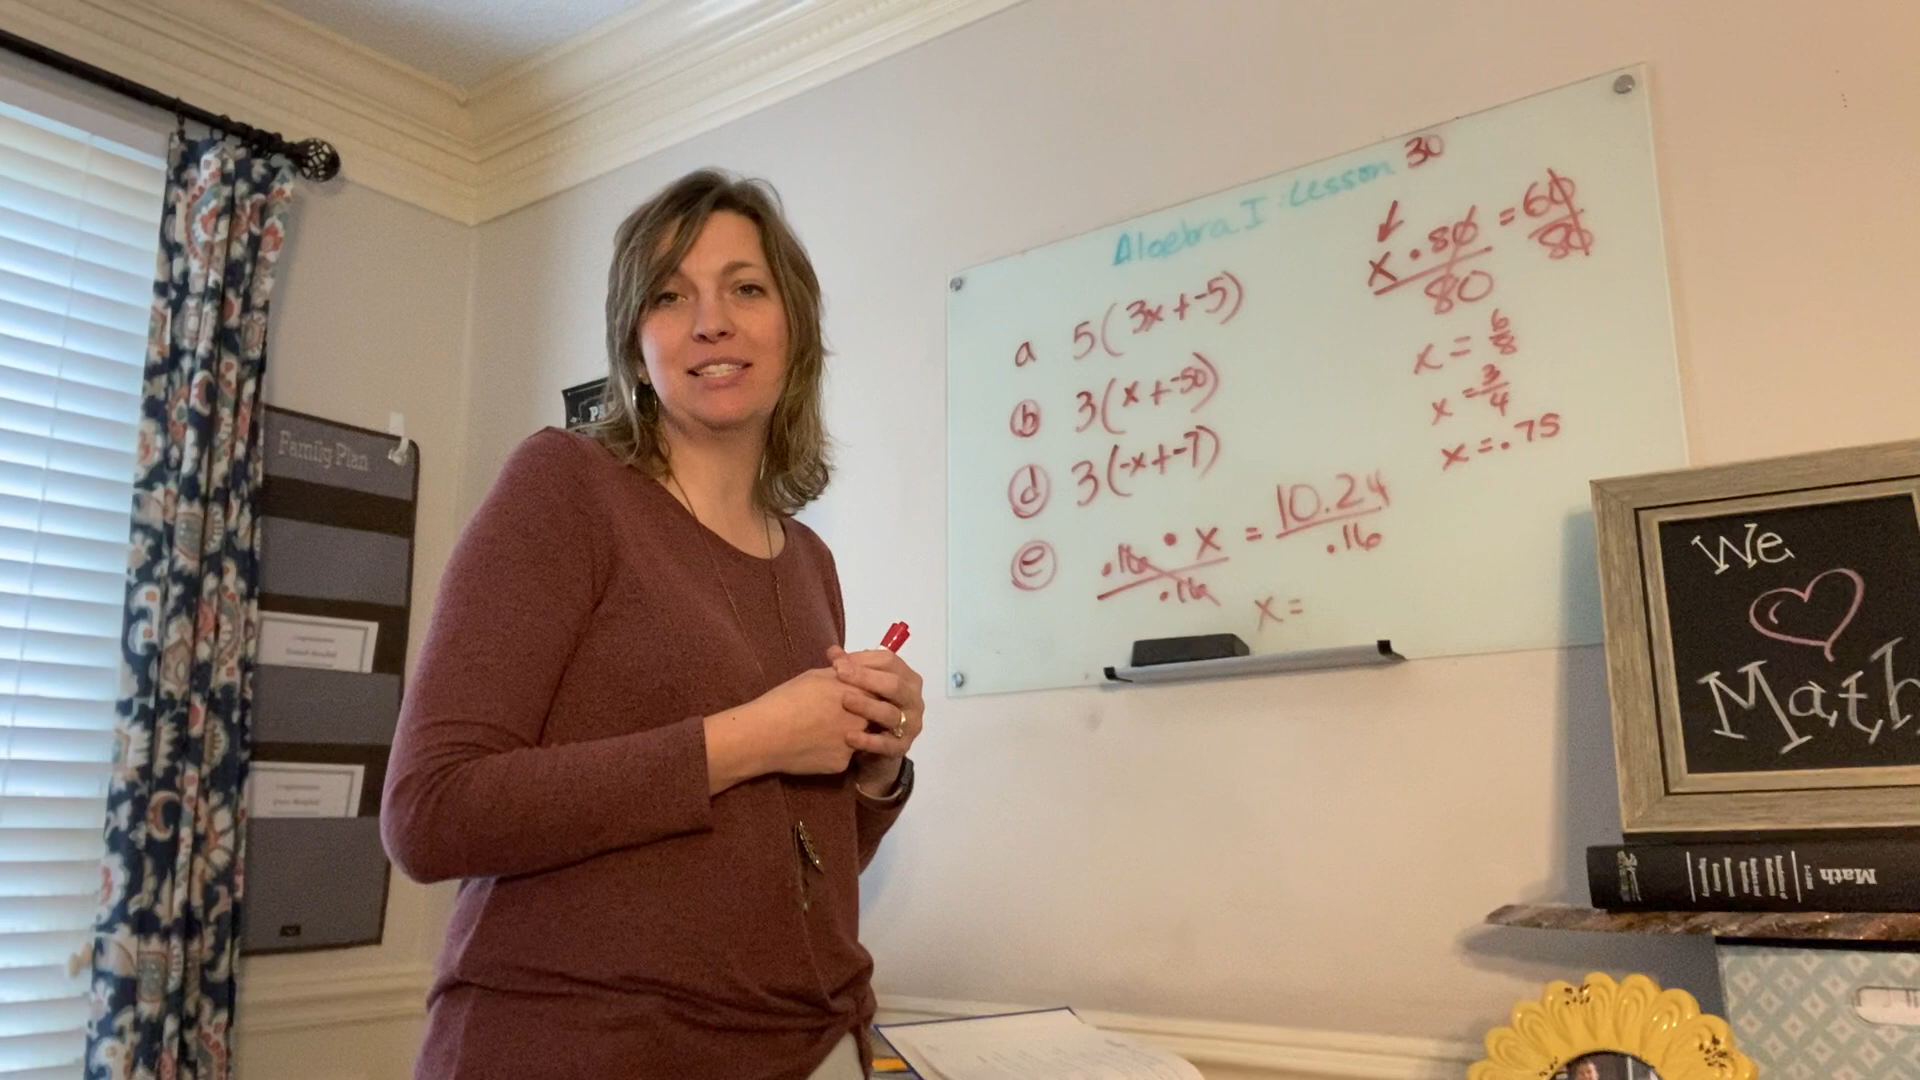 Algebra I Lesson 30
a 5(3x+-5)
b 3(x+-50)
d 3(-x+-7)
e .16 · x = 10.24
.16 .16
x =
x · 80 = 60
80 80
x = 6/8
x = 3/4
x = .75
Family Plan
We
Math
Math